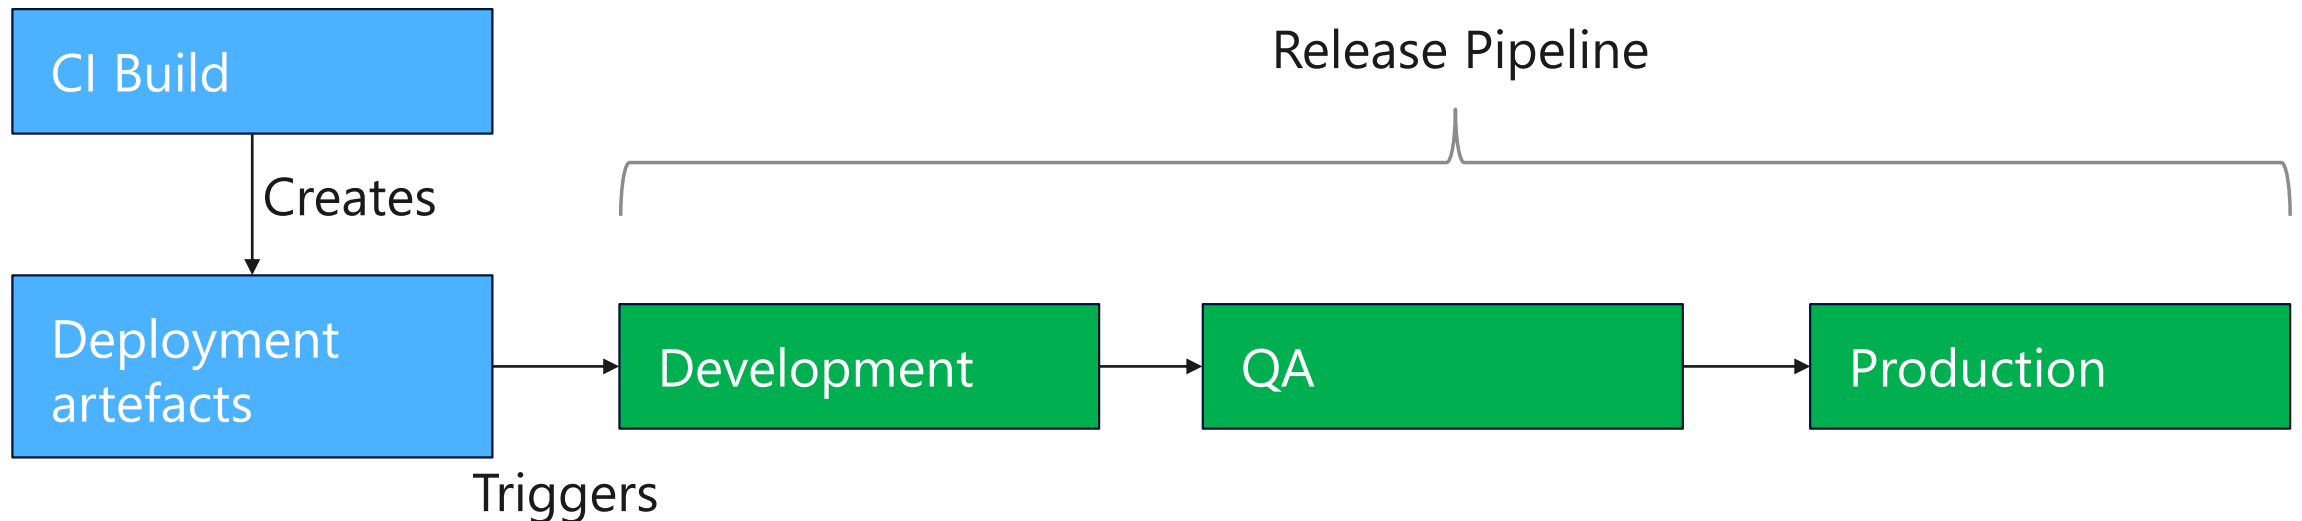 CI Build
Release Pipeline
Creates
Deployment
artefacts
Development
QA
Production
Triggers